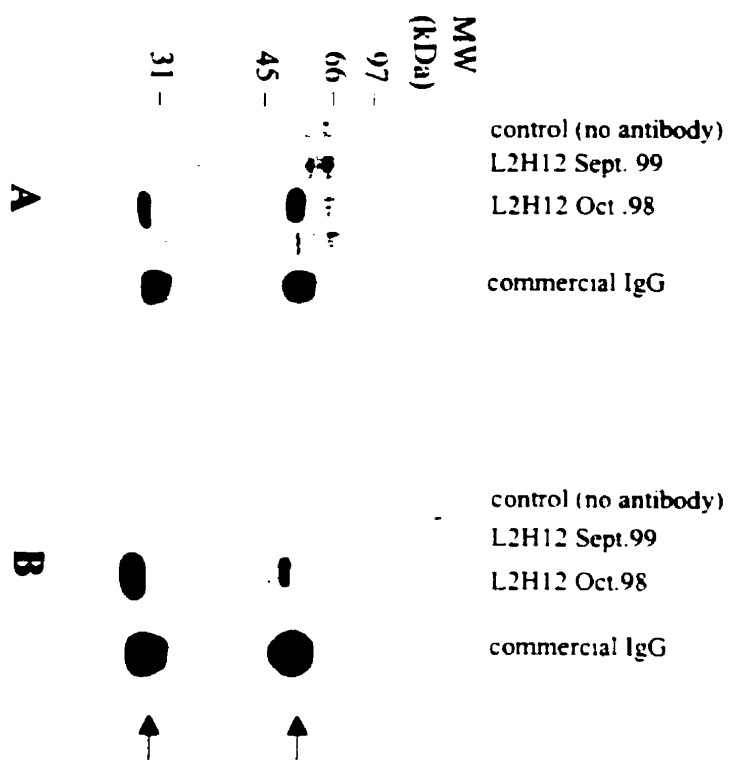 MW
(kDa)
97 –
66 –
45 –
31 –
control (no antibody)
L2H12 Sept. 99
L2H12 Oct .98
commercial IgG
A
control (no antibody)
L2H12 Sept.99
L2H12 Oct.98
commercial IgG
B